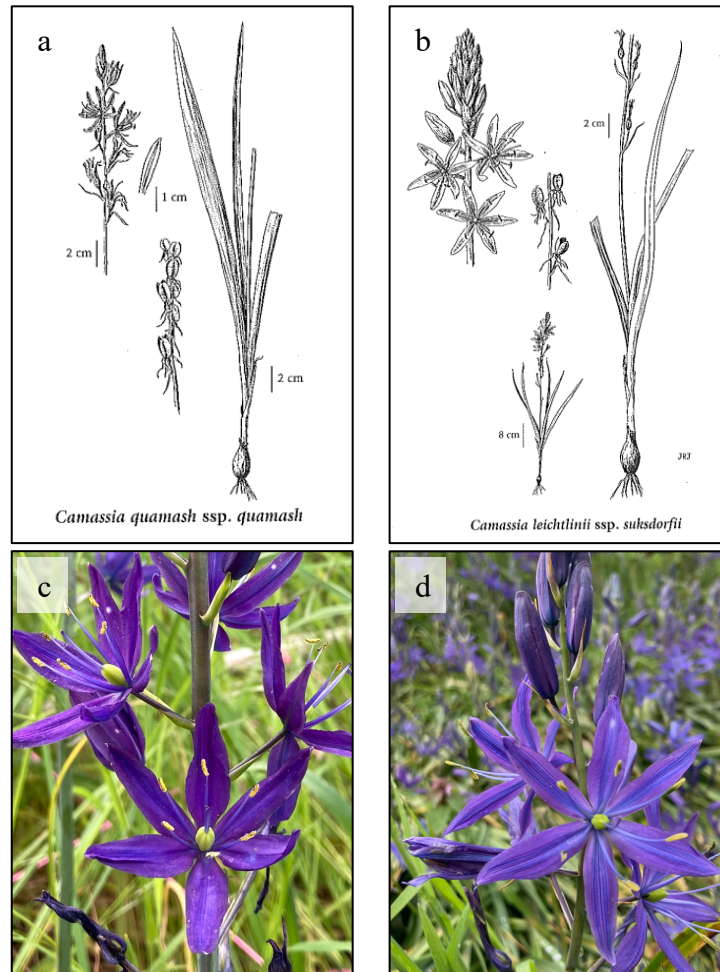 a
2 cm
1 cm
2 cm
Camassia quamash ssp. quamash
b
2 cm
8 cm
JRJ
Camassia leichtlinii ssp. suksdorfii
c
d